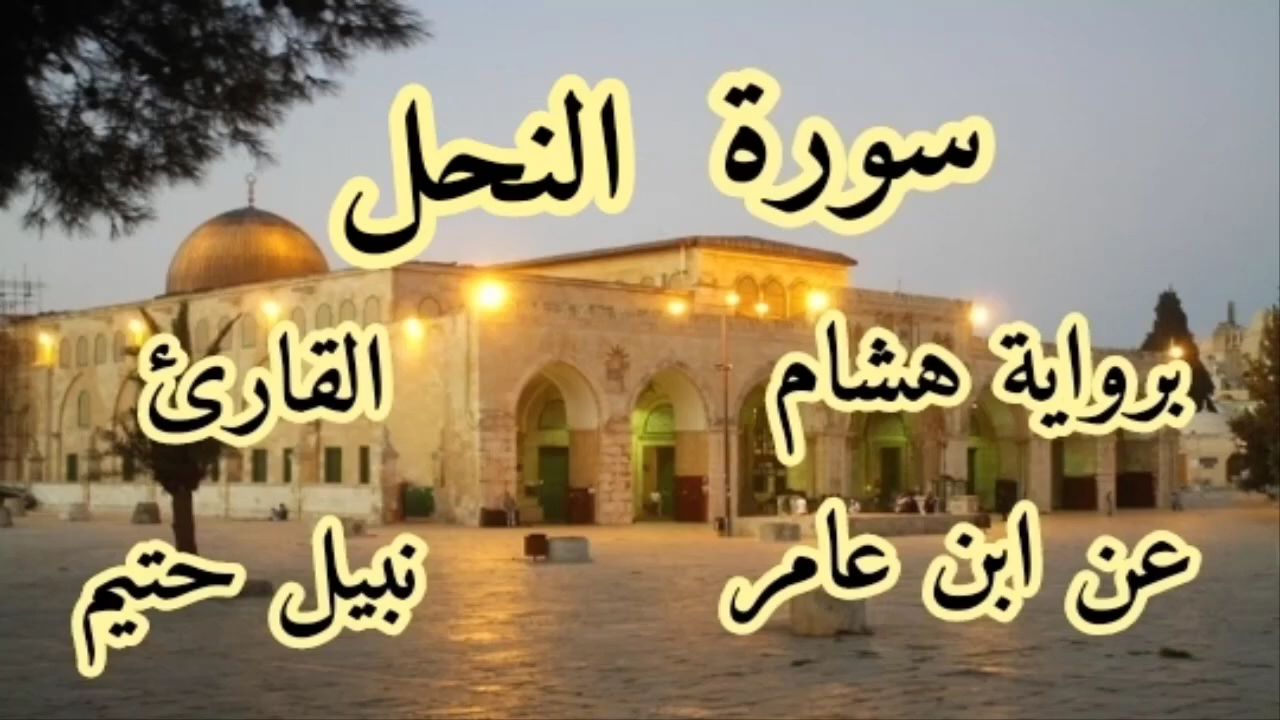 سورة النحل
برواية هشام
عن ابن عامر
القارئ
نبيل حتيم